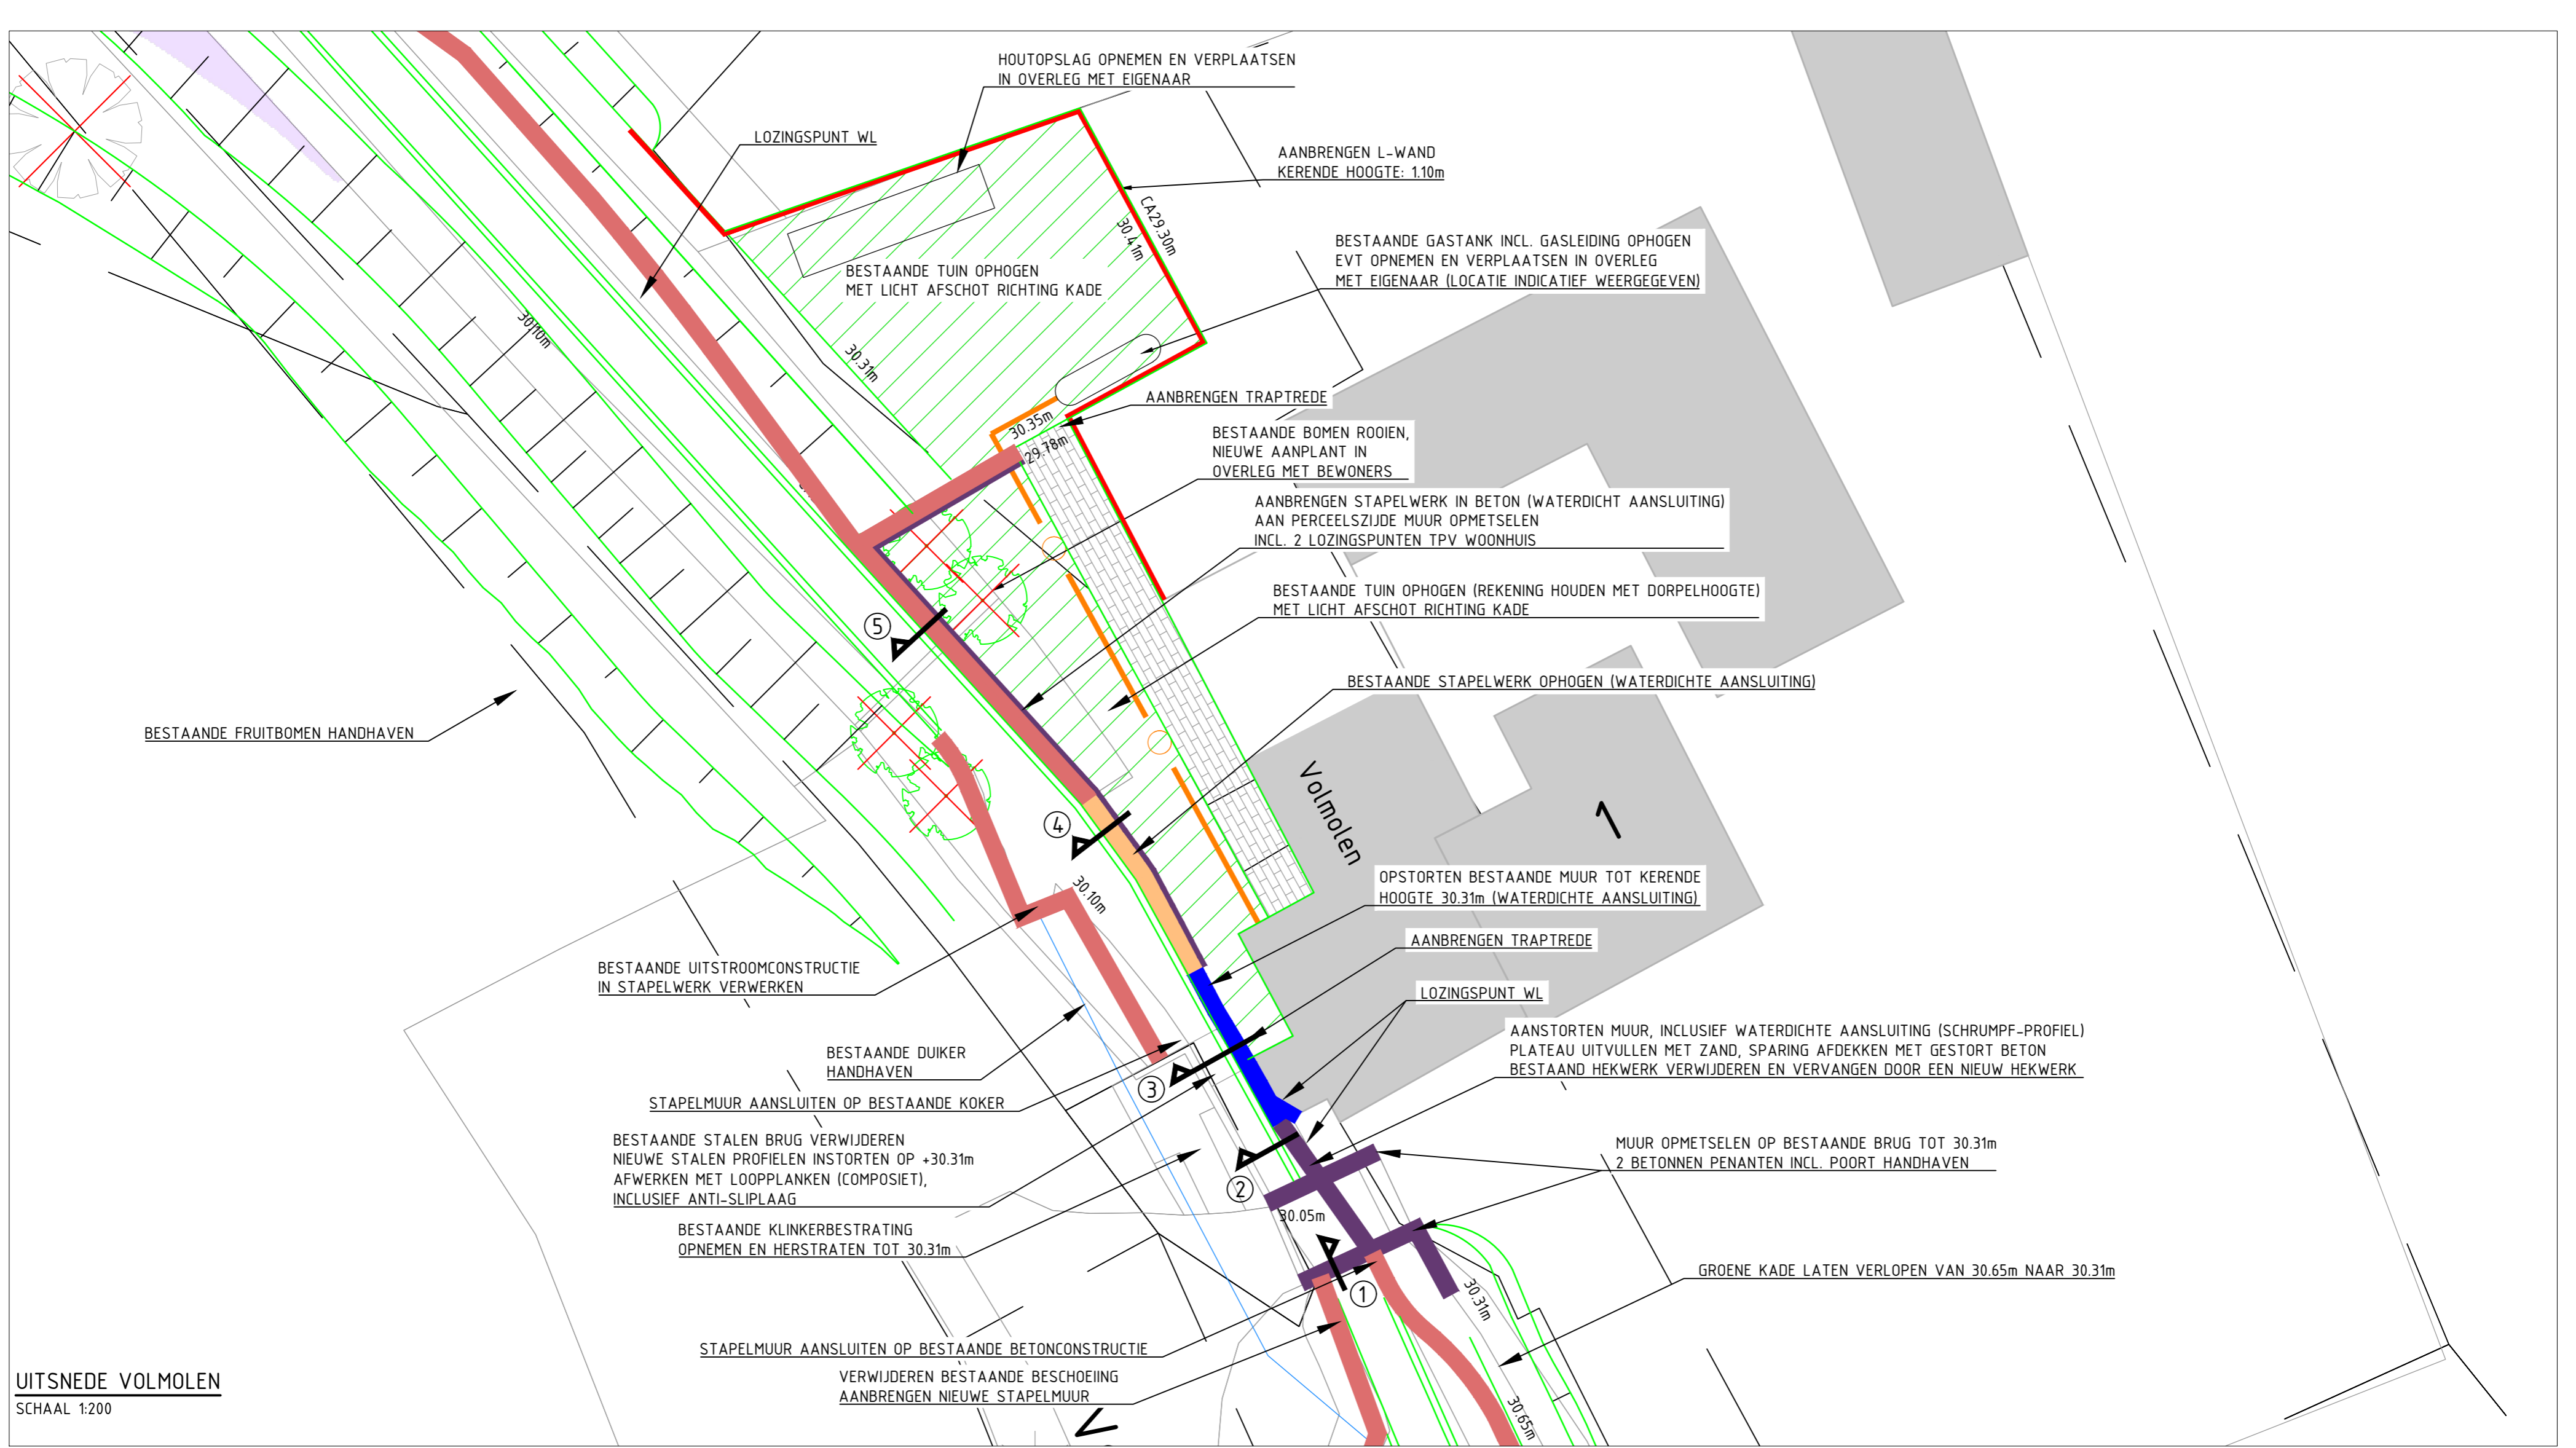 HOUTOPSLAG OPNEMEN EN VERPLAATSEN
IN OVERLEG MET EIGENAAR
LOZINGSPUNT WL
AANBRENGEN L-WAND
KERENDE HOOGTE: 1.10m
CA29.30m
30.41m
BESTAANDE GASTANK INCL. GASLEIDING OPHOGEN
EVT OPNEMEN EN VERPLAATSEN IN OVERLEG
MET EIGENAAR (LOCATIE INDICATIEF WEERGEGEVEN)
BESTAANDE TUIN OPHOGEN
MET LICHT AFSCHOT RICHTING KADE
30.10m
30.31m
AANBRENGEN TRAPTREDE
30.35m
29.78m
BESTAANDE BOMEN ROOIEN,
NIEUWE AANPLANT IN
OVERLEG MET BEWONERS
AANBRENGEN STAPELWERK IN BETON (WATERDICHT AANSLUITING)
AAN PERCEELSZIJDE MUUR OPMETSELEN
INCL. 2 LOZINGSPUNTEN TPV WOONHUIS
BESTAANDE TUIN OPHOGEN (REKENING HOUDEN MET DORPELHOOGTE)
MET LICHT AFSCHOT RICHTING KADE
5
BESTAANDE STAPELWERK OPHOGEN (WATERDICHTE AANSLUITING)
BESTAANDE FRUITBOMEN HANDHAVEN
Volmolen
1
4
OPSTORTEN BESTAANDE MUUR TOT KERENDE
HOOGTE 30.31m (WATERDICHTE AANSLUITING)
30.10m
AANBRENGEN TRAPTREDE
BESTAANDE UITSTROOMCONSTRUCTIE
IN STAPELWERK VERWERKEN
LOZINGSPUNT WL
AANSTORTEN MUUR, INCLUSIEF WATERDICHTE AANSLUITING (SCHRUMPF-PROFIEL)
PLATEAU UITVULLEN MET ZAND, SPARING AFDEKKEN MET GESTORT BETON
BESTAAND HEKWERK VERWIJDEREN EN VERVANGEN DOOR EEN NIEUW HEKWERK
BESTAANDE DUIKER
HANDHAVEN
3
STAPELMUUR AANSLUITEN OP BESTAANDE KOKER
BESTAANDE STALEN BRUG VERWIJDEREN
NIEUWE STALEN PROFIELEN INSTORTEN OP +30.31m
AFWERKEN MET LOOPPLANKEN (COMPOSIET),
INCLUSIEF ANTI-SLIPLAAG
MUUR OPMETSELEN OP BESTAANDE BRUG TOT 30.31m
2 BETONNEN PENANTEN INCL. POORT HANDHAVEN
2
30.05m
BESTAANDE KLINKERBESTRATING
OPNEMEN EN HERSTRATEN TOT 30.31m
GROENE KADE LATEN VERLOPEN VAN 30.65m NAAR 30.31m
1
30.31m
STAPELMUUR AANSLUITEN OP BESTAANDE BETONCONSTRUCTIE
VERWIJDEREN BESTAANDE BESCHOEIING
AANBRENGEN NIEUWE STAPELMUUR
30.65m
UITSNEDE VOLMOLEN
SCHAAL 1:200